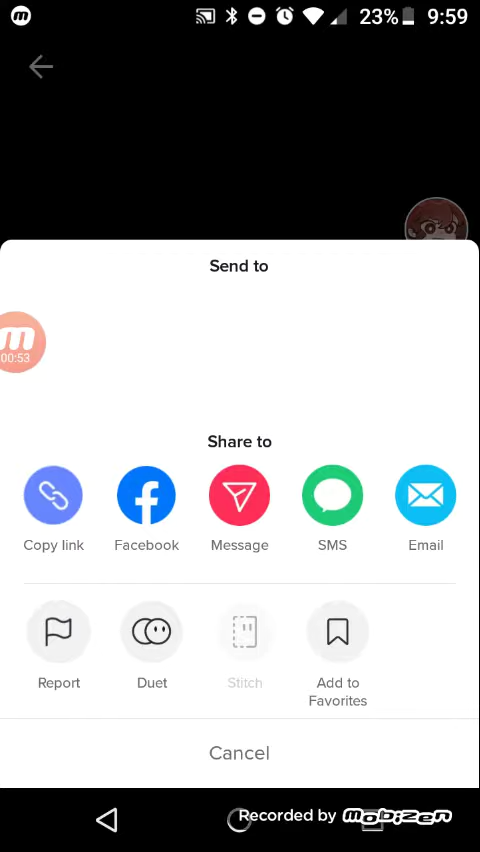 23% 9:59
Send to
m
00:53
Share to
Copy link Facebook Message SMS Email
Report Duet Stitch Add to Favorites
Cancel
Recorded by mobizen